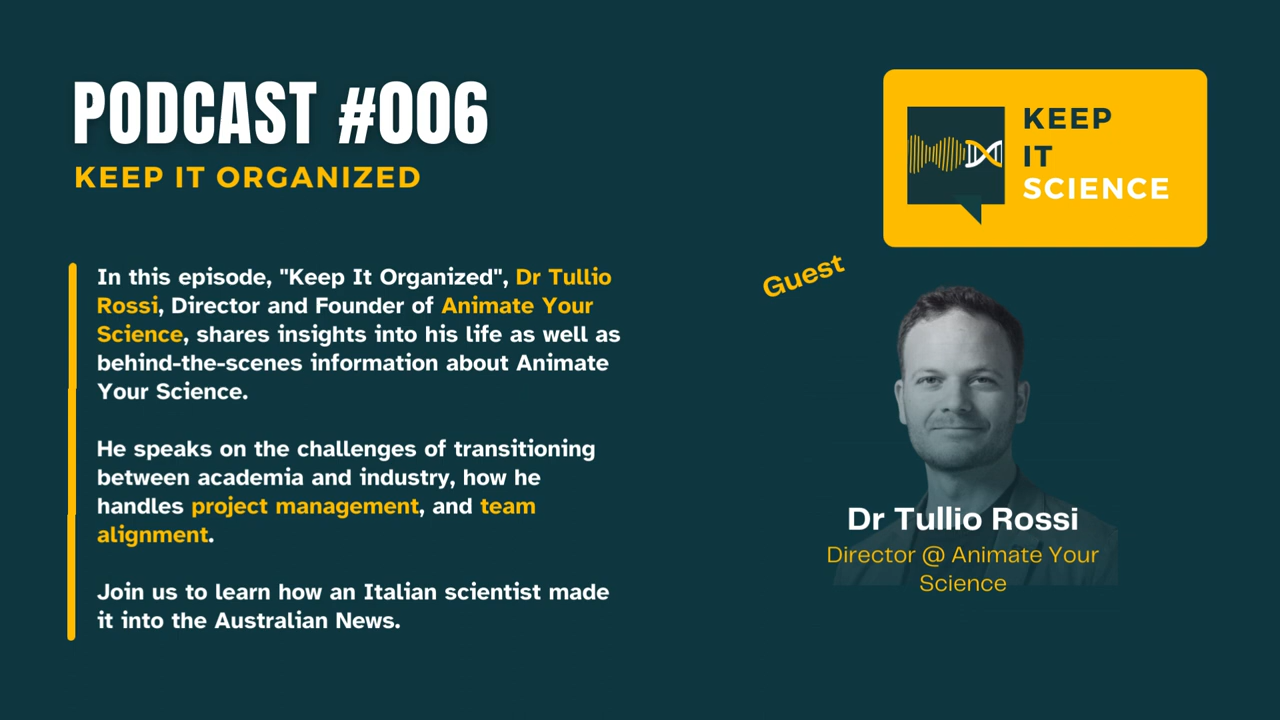 PODCAST #006
KEEP IT ORGANIZED
KEEP
IT
SCIENCE
In this episode, "Keep It Organized", Dr Tullio
Rossi, Director and Founder of Animate Your
Science, shares insights into his life as well as
behind-the-scenes information about Animate
Your Science.
He speaks on the challenges of transitioning
between academia and industry, how he
handles project management, and team
alignment.
Join us to learn how an Italian scientist made
it into the Australian News.
Guest
Dr Tullio Rossi
Director @ Animate Your
Science